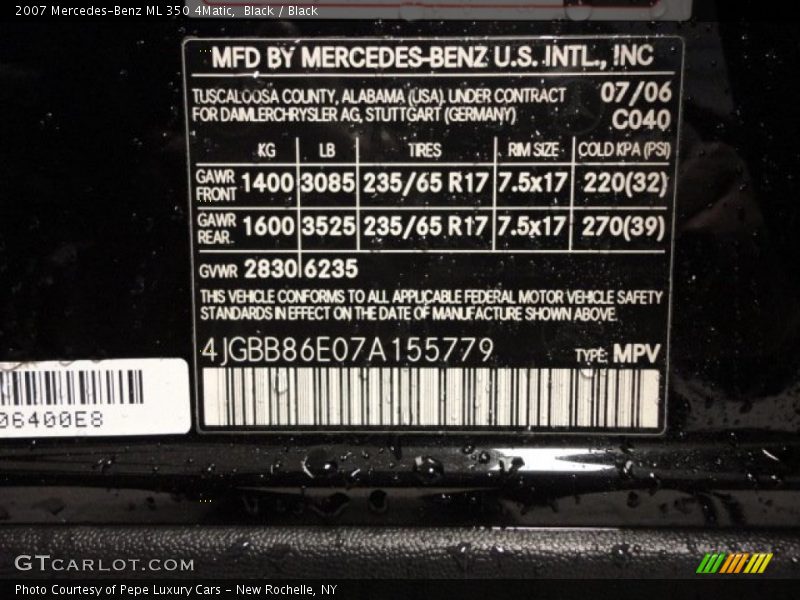 2007 Mercedes-Benz ML 350 4Matic,  Black / Black
MFD BY MERCEDES-BENZ U.S. INTL., INC
TUSCALOOSA COUNTY, ALABAMA (USA). UNDER CONTRACT 07/06
FOR DAIMLERCHRYSLER AG, STUTTGART (GERMANY) C040
KG LB TIRES RIM SIZE COLD KPA (PSI)
GAWR FRONT 1400 3085 235/65 R17 7.5x17 220(32)
GAWR REAR 1600 3525 235/65 R17 7.5x17 270(39)
GVWR 2830 6235
THIS VEHICLE CONFORMS TO ALL APPLICABLE FEDERAL MOTOR VEHICLE SAFETY
STANDARDS IN EFFECT ON THE DATE OF MANUFACTURE SHOWN ABOVE.
4JGBB86E07A155779 TYPE: MPV
06400E8
GTCARLOT.COM
Photo Courtesy of Pepe Luxury Cars - New Rochelle, NY